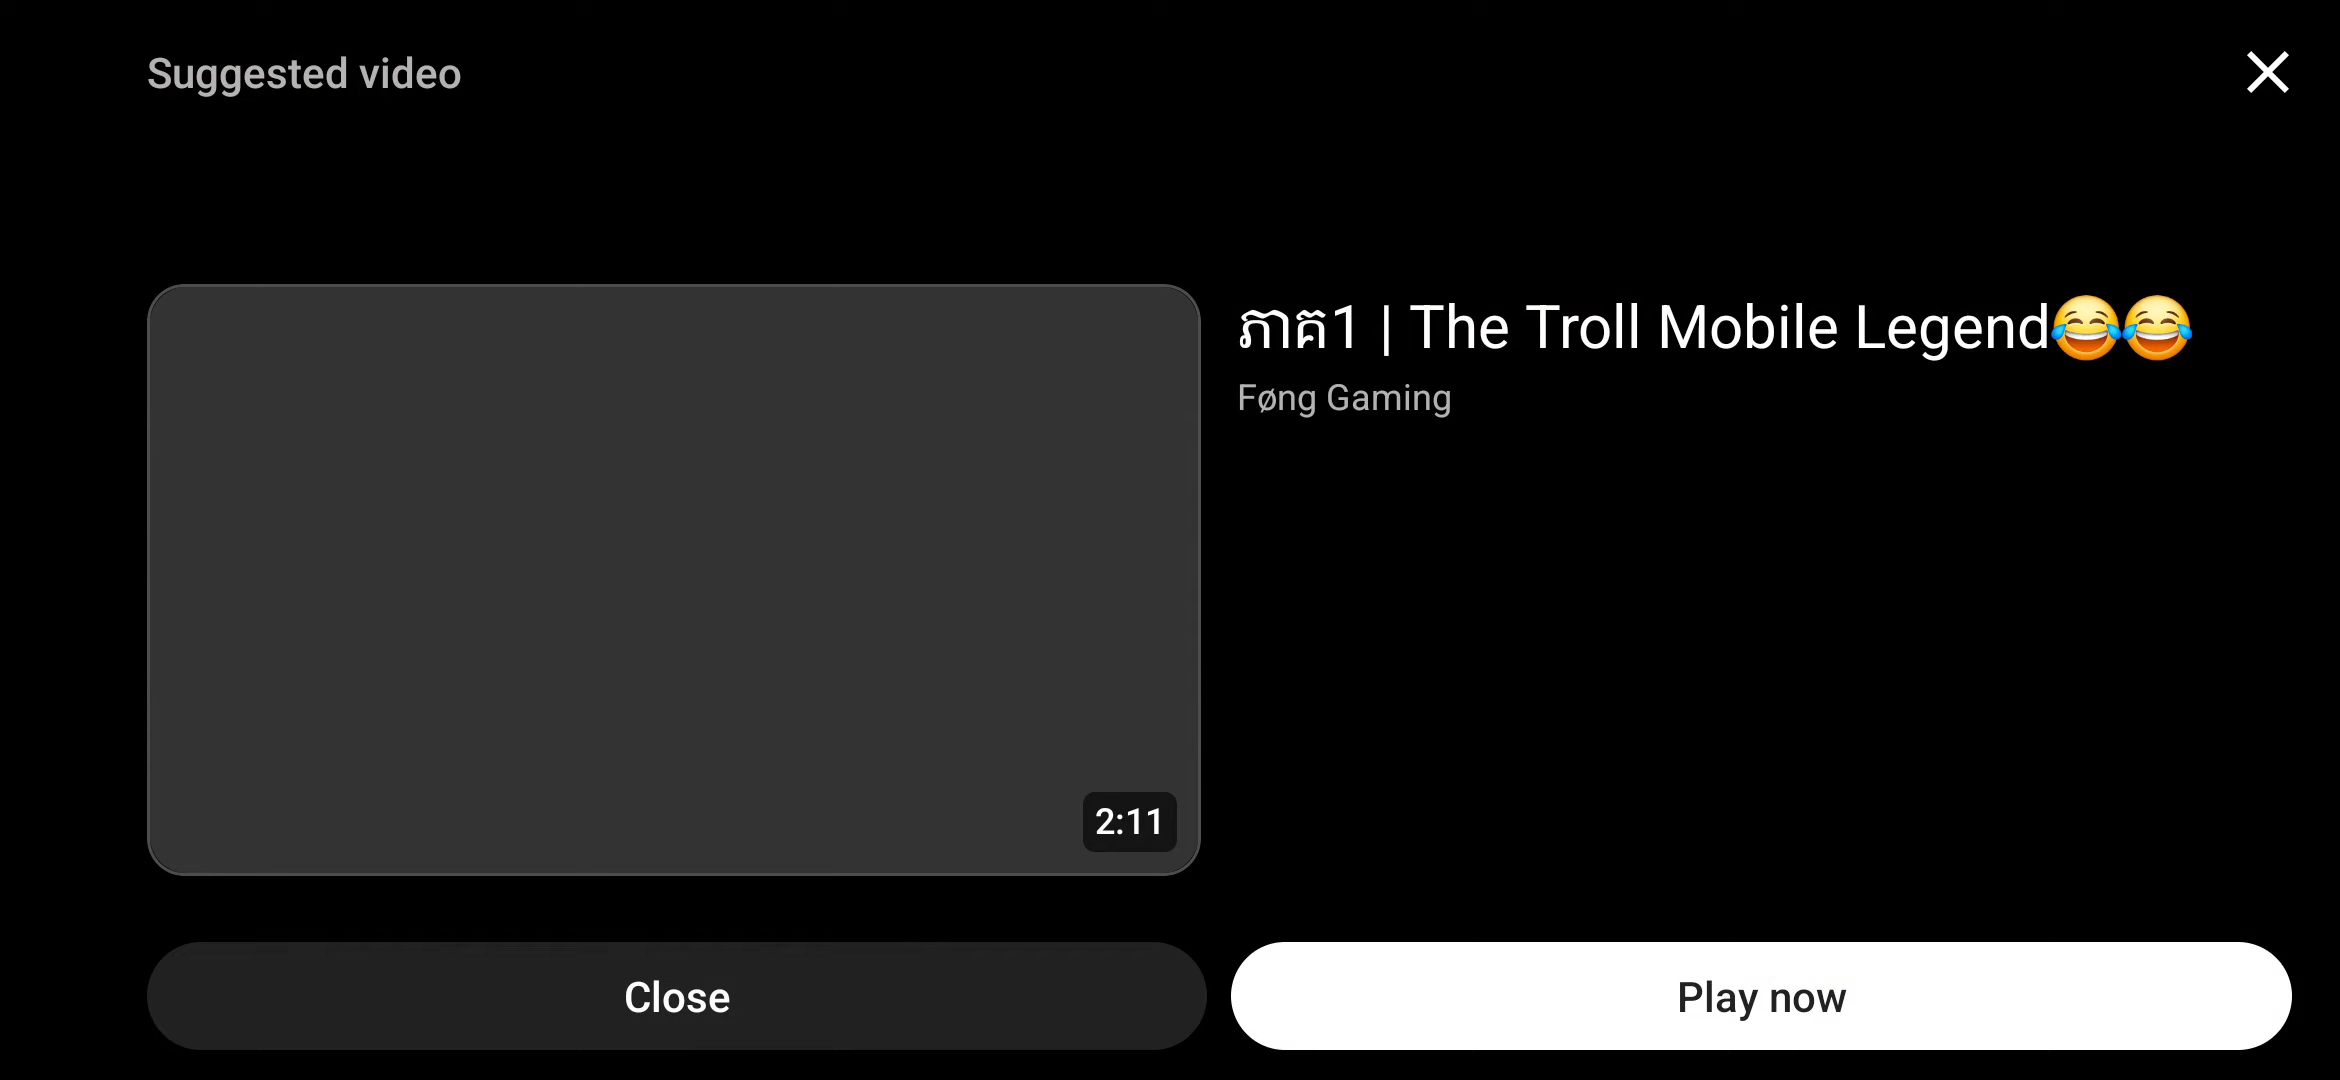 Suggested video
ភាគ1 | The Troll Mobile Legend😂😂
Føng Gaming
2:11
Close
Play now